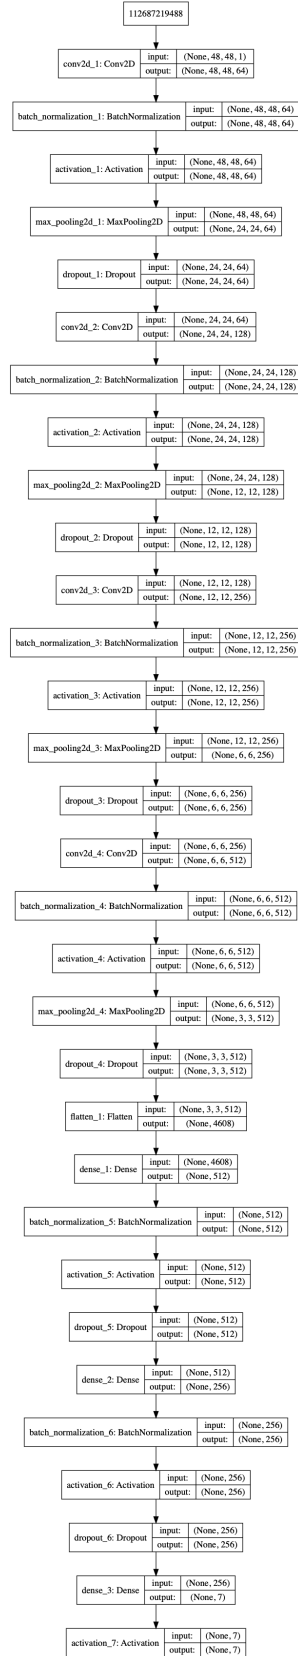 112687219488
conv2d_1: Conv2D input: (None, 48, 48, 1)
output: (None, 48, 48, 64)
batch_normalization_1: BatchNormalization input: (None, 48, 48, 64)
output: (None, 48, 48, 64)
activation_1: Activation input: (None, 48, 48, 64)
output: (None, 48, 48, 64)
max_pooling2d_1: MaxPooling2D input: (None, 48, 48, 64)
output: (None, 24, 24, 64)
dropout_1: Dropout input: (None, 24, 24, 64)
output: (None, 24, 24, 64)
conv2d_2: Conv2D input: (None, 24, 24, 64)
output: (None, 24, 24, 128)
batch_normalization_2: BatchNormalization input: (None, 24, 24, 128)
output: (None, 24, 24, 128)
activation_2: Activation input: (None, 24, 24, 128)
output: (None, 24, 24, 128)
max_pooling2d_2: MaxPooling2D input: (None, 24, 24, 128)
output: (None, 12, 12, 128)
dropout_2: Dropout input: (None, 12, 12, 128)
output: (None, 12, 12, 128)
conv2d_3: Conv2D input: (None, 12, 12, 128)
output: (None, 12, 12, 256)
batch_normalization_3: BatchNormalization input: (None, 12, 12, 256)
output: (None, 12, 12, 256)
activation_3: Activation input: (None, 12, 12, 256)
output: (None, 12, 12, 256)
max_pooling2d_3: MaxPooling2D input: (None, 12, 12, 256)
output: (None, 6, 6, 256)
dropout_3: Dropout input: (None, 6, 6, 256)
output: (None, 6, 6, 256)
conv2d_4: Conv2D input: (None, 6, 6, 256)
output: (None, 6, 6, 512)
batch_normalization_4: BatchNormalization input: (None, 6, 6, 512)
output: (None, 6, 6, 512)
activation_4: Activation input: (None, 6, 6, 512)
output: (None, 6, 6, 512)
max_pooling2d_4: MaxPooling2D input: (None, 6, 6, 512)
output: (None, 3, 3, 512)
dropout_4: Dropout input: (None, 3, 3, 512)
output: (None, 3, 3, 512)
flatten_1: Flatten input: (None, 3, 3, 512)
output: (None, 4608)
dense_1: Dense input: (None, 4608)
output: (None, 512)
batch_normalization_5: BatchNormalization input: (None, 512)
output: (None, 512)
activation_5: Activation input: (None, 512)
output: (None, 512)
dropout_5: Dropout input: (None, 512)
output: (None, 512)
dense_2: Dense input: (None, 512)
output: (None, 256)
batch_normalization_6: BatchNormalization input: (None, 256)
output: (None, 256)
activation_6: Activation input: (None, 256)
output: (None, 256)
dropout_6: Dropout input: (None, 256)
output: (None, 256)
dense_3: Dense input: (None, 256)
output: (None, 7)
activation_7: Activation input: (None, 7)
output: (None, 7)